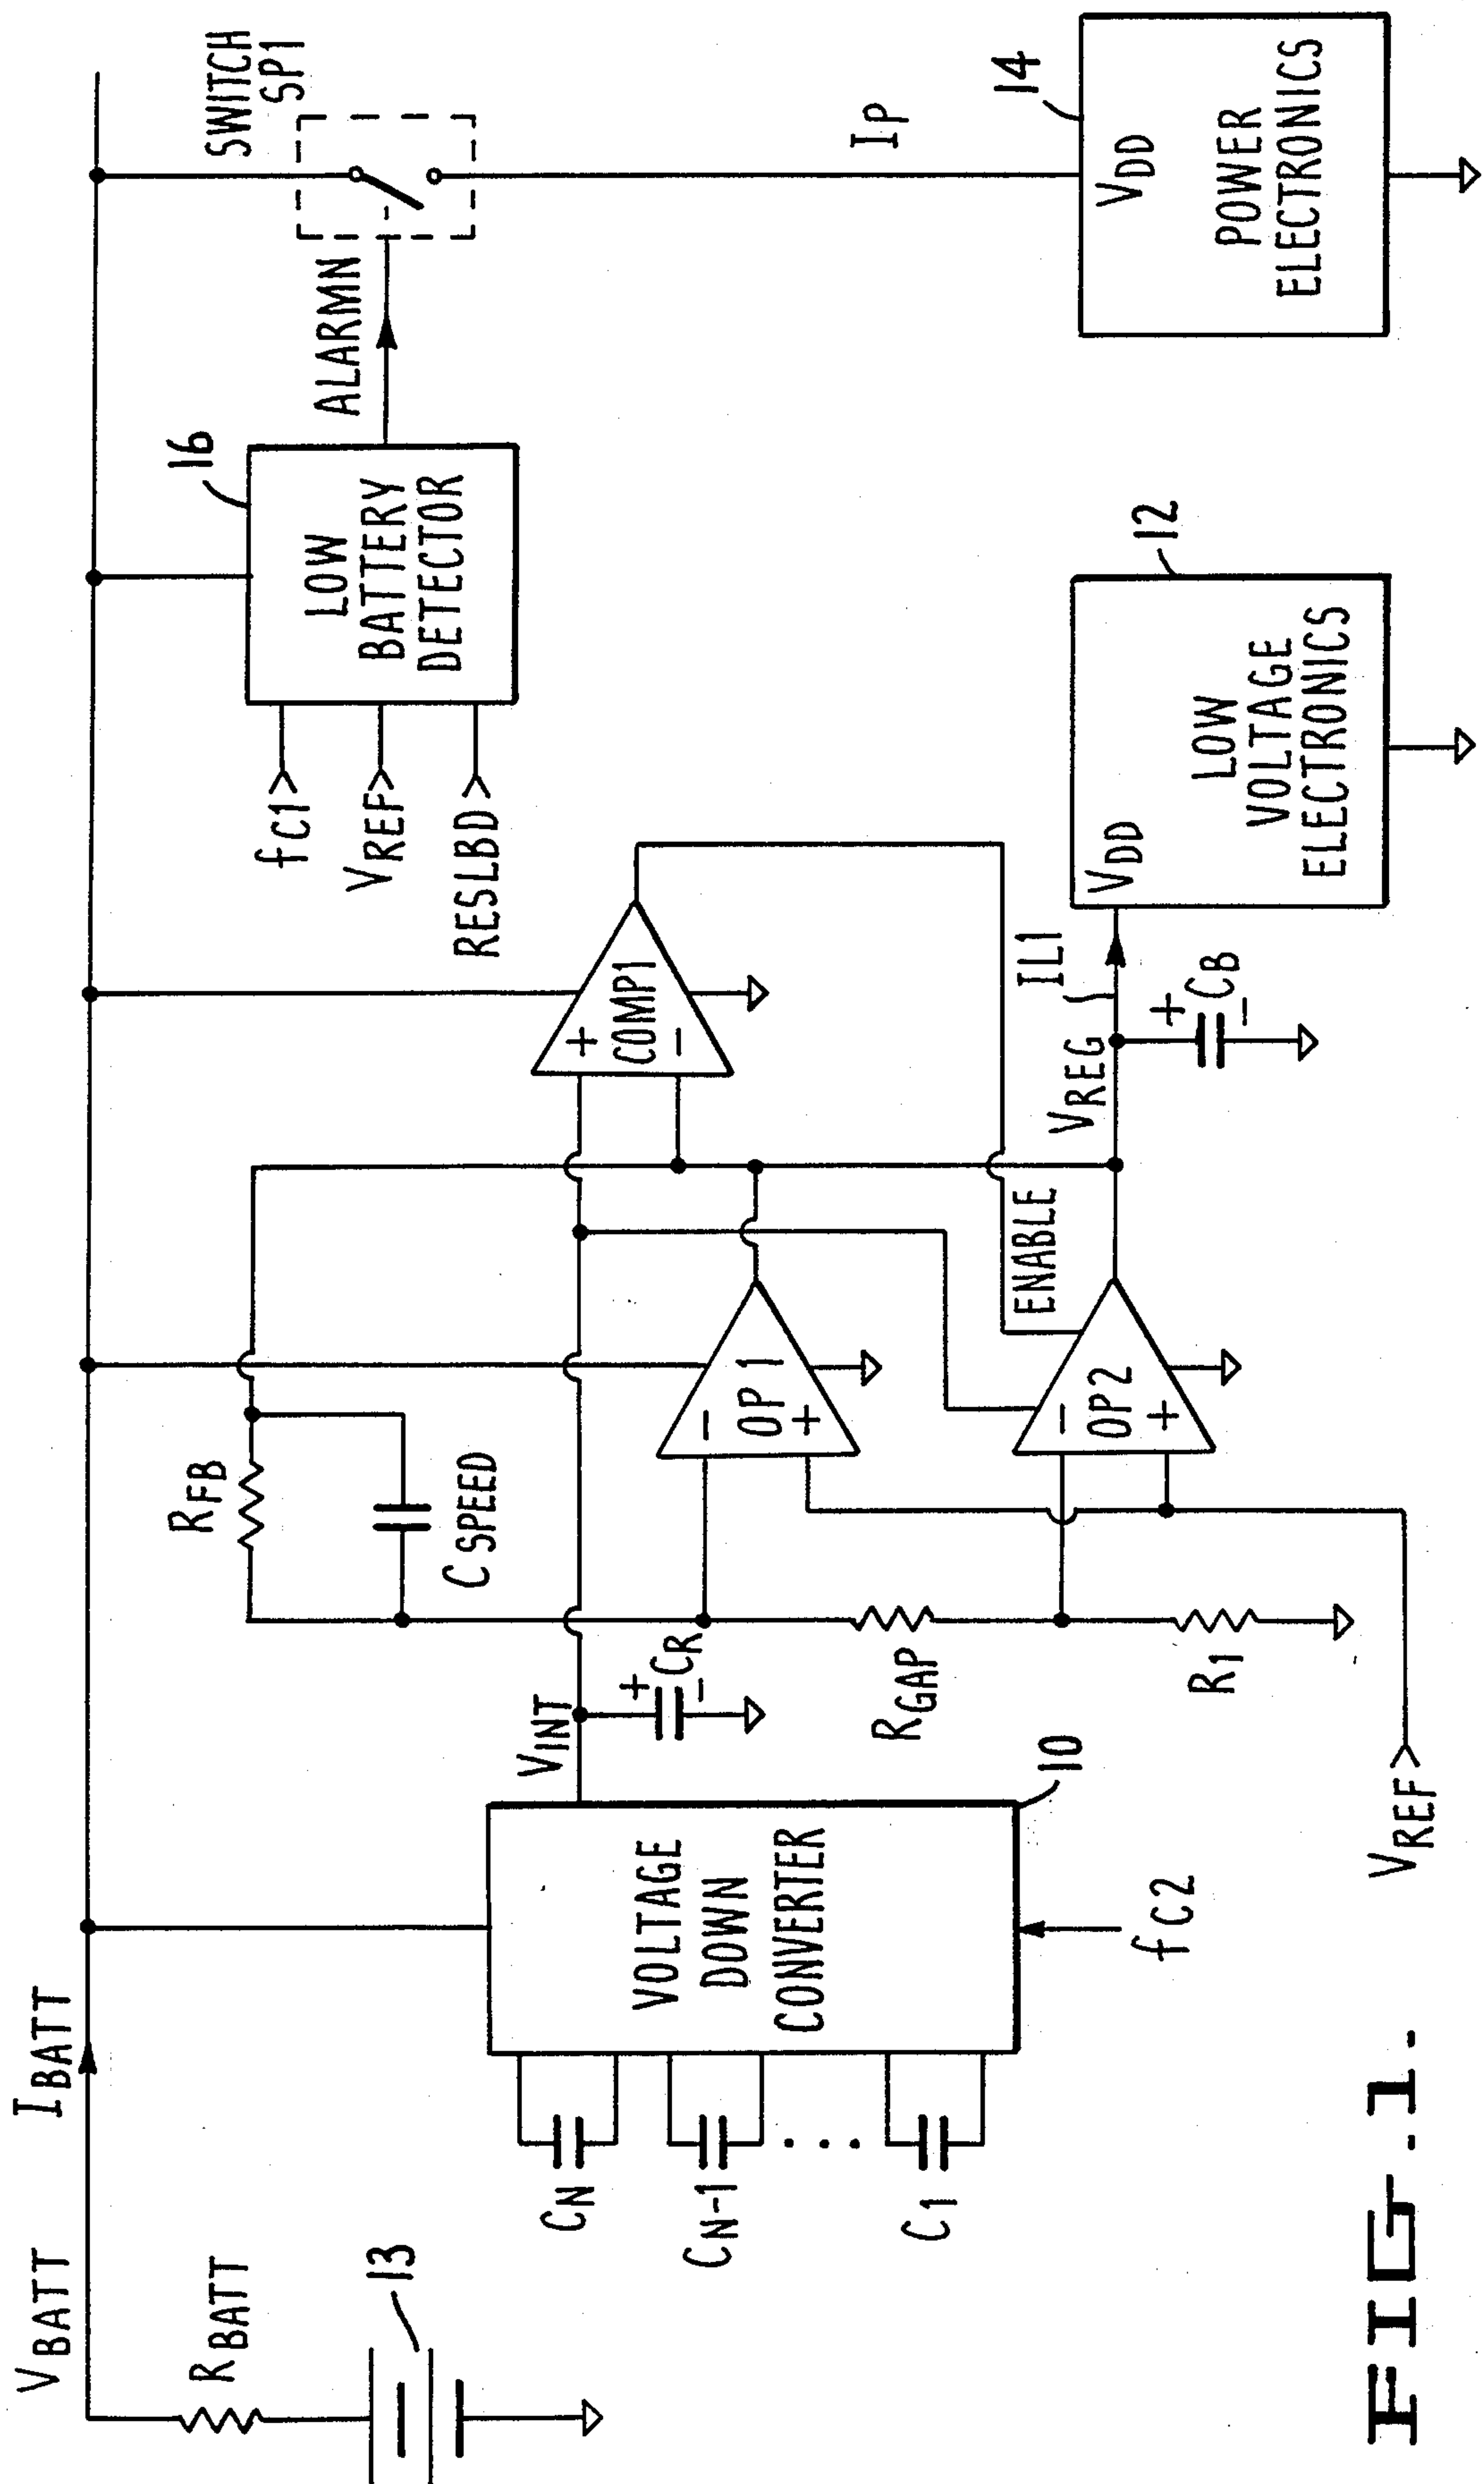 VBATT
IBATT
RBATT
13
CN
CN-1
C1
VOLTAGE
DOWN
CONVERTER
10
fC2
VINT
+
CR
-
RFB
CSPEED
RGAP
R1
VREF
-
OP 1
+
-
OP2
+
ENABLE
+
COMP1
-
VREG
IL1
+
CB
-
fC1
VREF
RESLBD
LOW
BATTERY
DETECTOR
16
ALARMN
SWITCH
SP1
IP
VDD
LOW
VOLTAGE
ELECTRONICS
12
VDD
POWER
ELECTRONICS
14
FIG.-1.